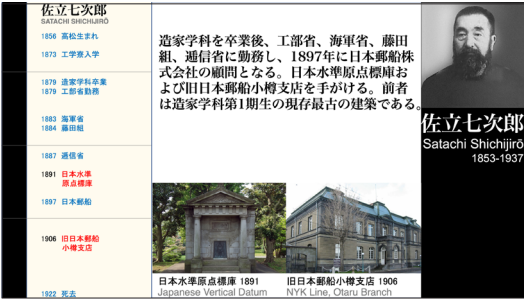 佐立七次郎
SATACHI SHICHIJIRŌ
1856 高松生まれ
1873 工学寮入学
1879 造家学科卒業
1879 工部省勤務
1883 海軍省
1884 藤田組
1887 逓信省
1891 日本水準
原点標庫
1897 日本郵船
1906 旧日本郵船
小樽支店
1922 死去
造家学科を卒業後、工部省、海軍省、藤田
組、逓信省に勤務し、1897年に日本郵船株
式会社の顧問となる。日本水準原点標庫お
よび旧日本郵船小樽支店を手がける。前者
は造家学科第1期生の現存最古の建築である。
日本水準原点標庫 1891
Japanese Vertical Datum
旧日本郵船小樽支店 1906
NYK Line, Otaru Branch
佐立七次郎
Satachi Shichijirō
1853-1937